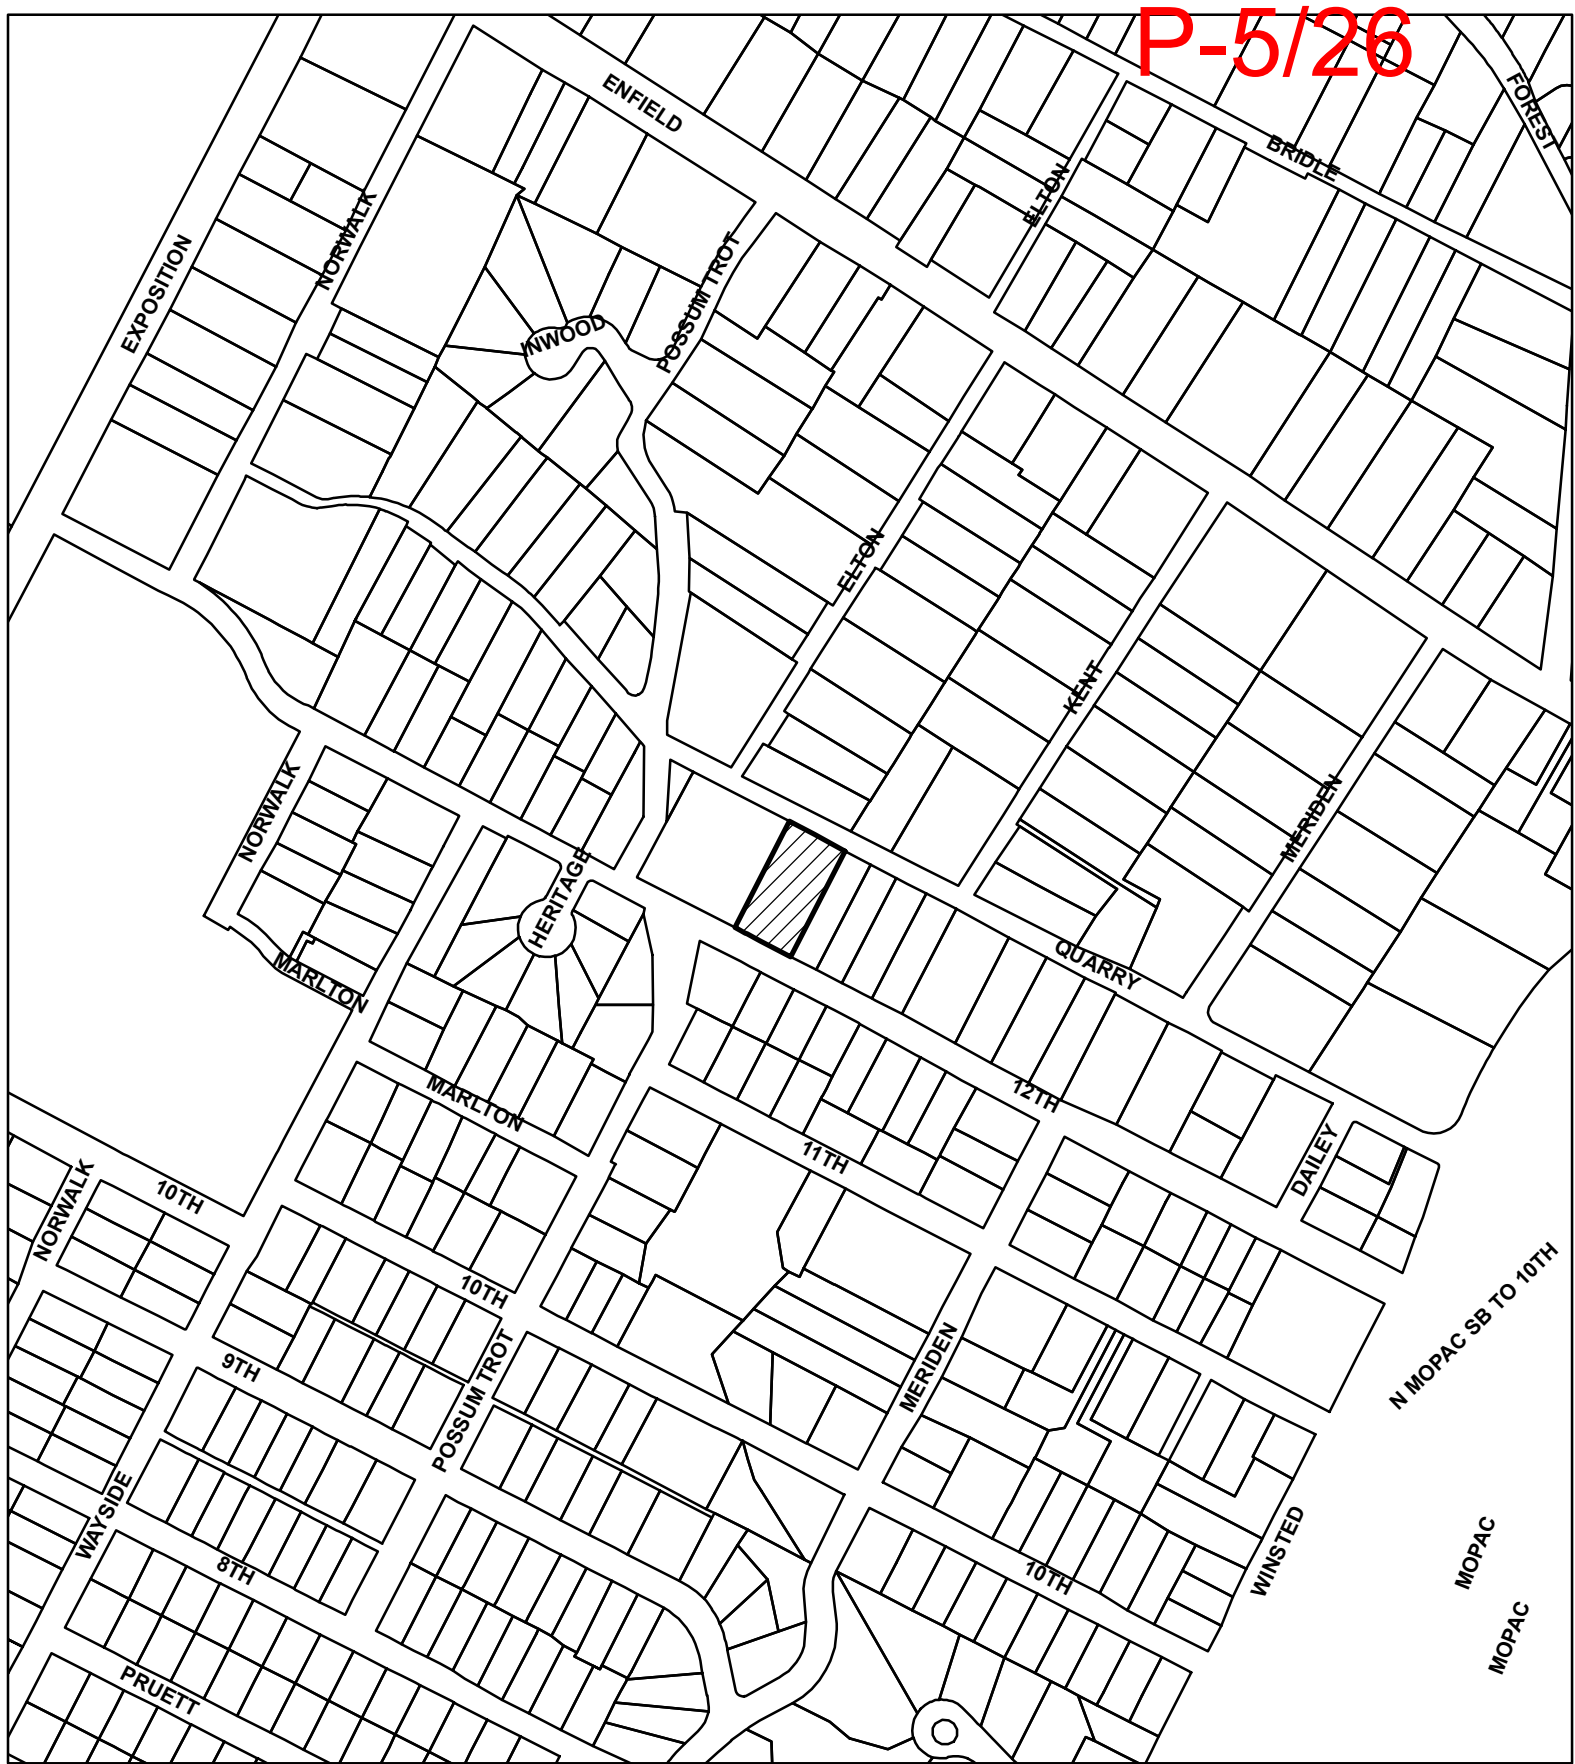 P-5/26
FOREST
ENFIELD
BRIDLE
ELTON
NORWALK
EXPOSITION
POSSUM TROT
INWOOD
ELTON
KENT
MERIDEN
NORWALK
HERITAGE
QUARRY
MARLTON
MARLTON
12TH
11TH
DAILEY
NORWALK
10TH
10TH
N MOPAC SB TO 10TH
MERIDEN
9TH
POSSUM TROT
WAYSIDE
8TH
10TH
WINSTED
MOPAC
MOPAC
PRUETT